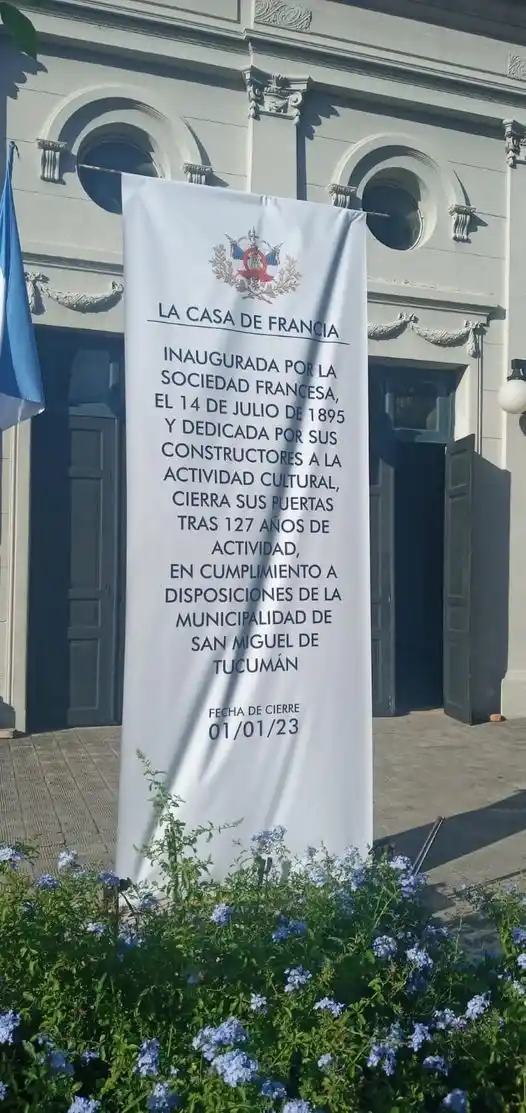 LA CASA DE FRANCIA
INAUGURADA POR LA
SOCIEDAD FRANCESA,
EL 14 DE JULIO DE 1895
Y DEDICADA POR SUS
CONSTRUCTORES A LA
ACTIVIDAD CULTURAL,
CIERRA SUS PUERTAS
TRAS 127 AÑOS DE
ACTIVIDAD,
EN CUMPLIMIENTO A
DISPOSICIONES DE LA
MUNICIPALIDAD DE
SAN MIGUEL DE
TUCUMÁN
FECHA DE CIERRE
01/01/23